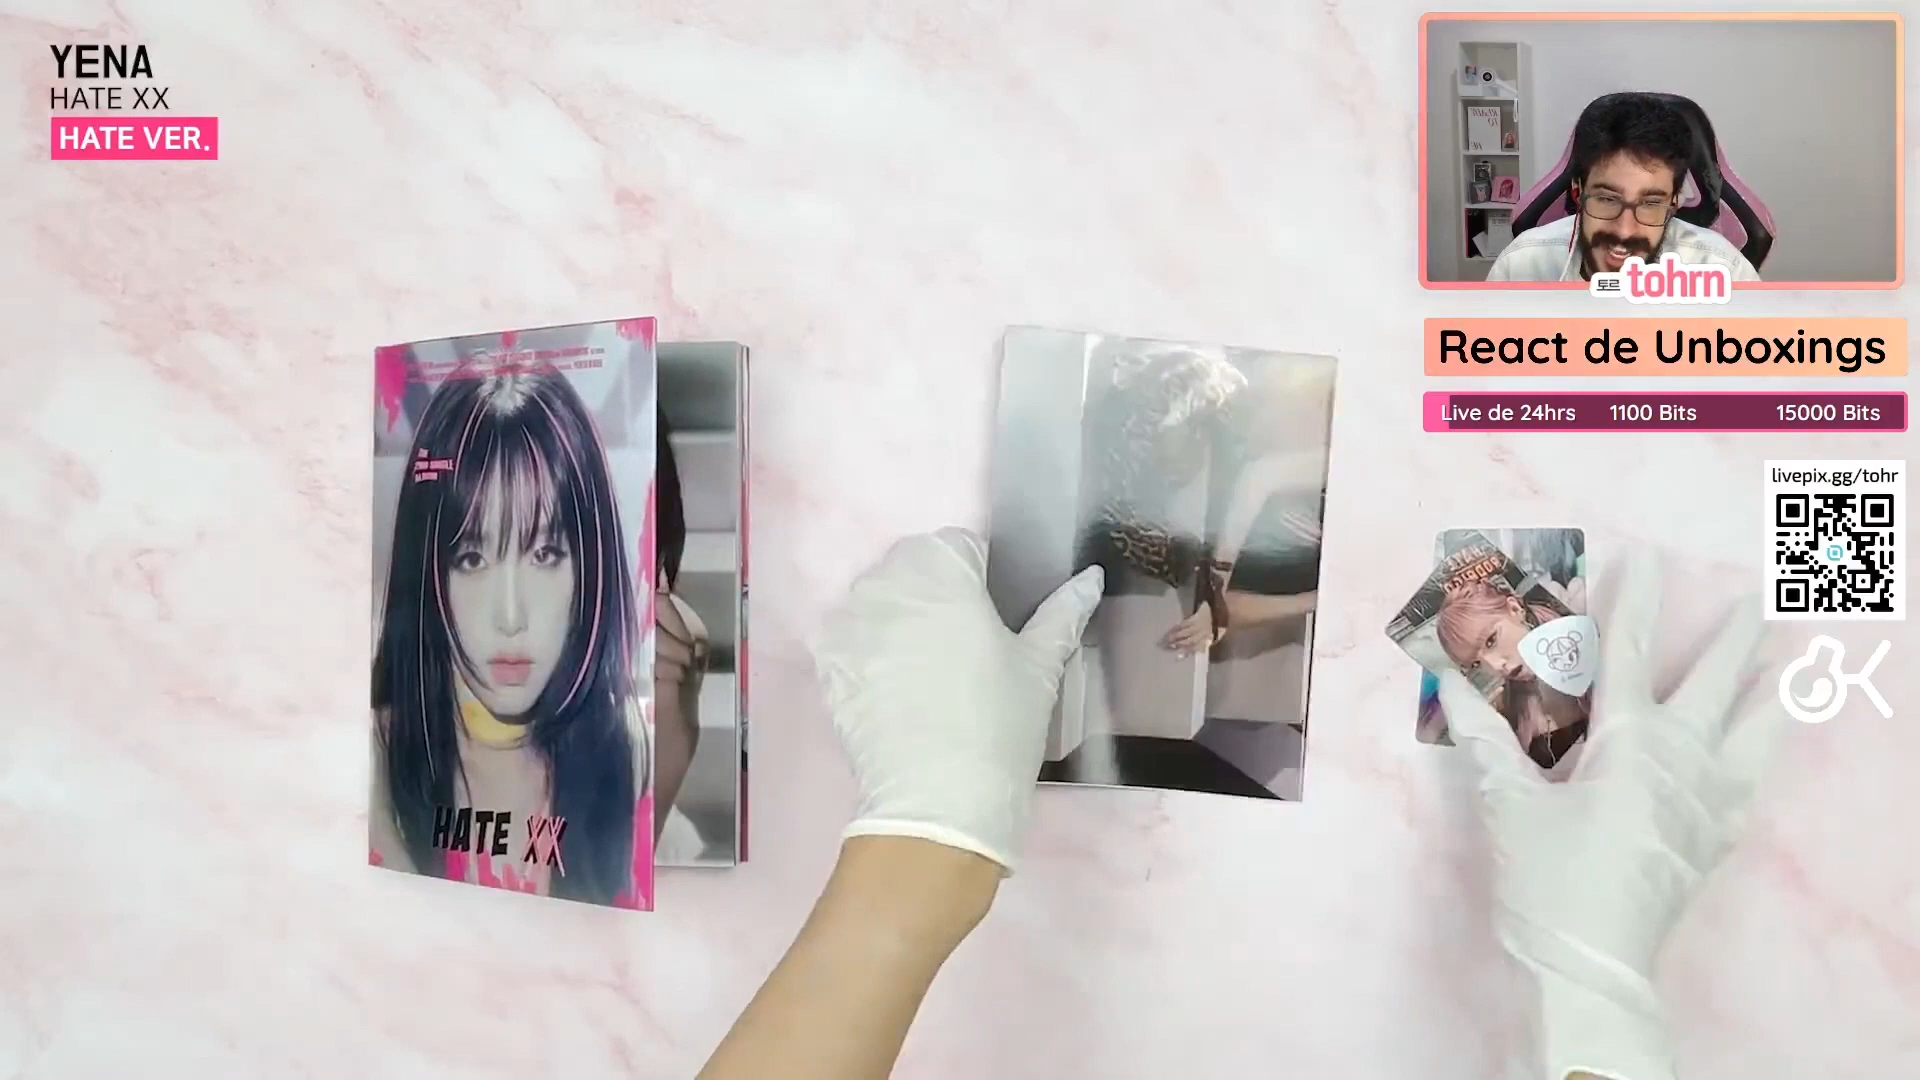 YENA
HATE XX
HATE VER.
토르 tohrn
React de Unboxings
Live de 24hrs 1100 Bits 15000 Bits
livepix.gg/tohr
HATE XX